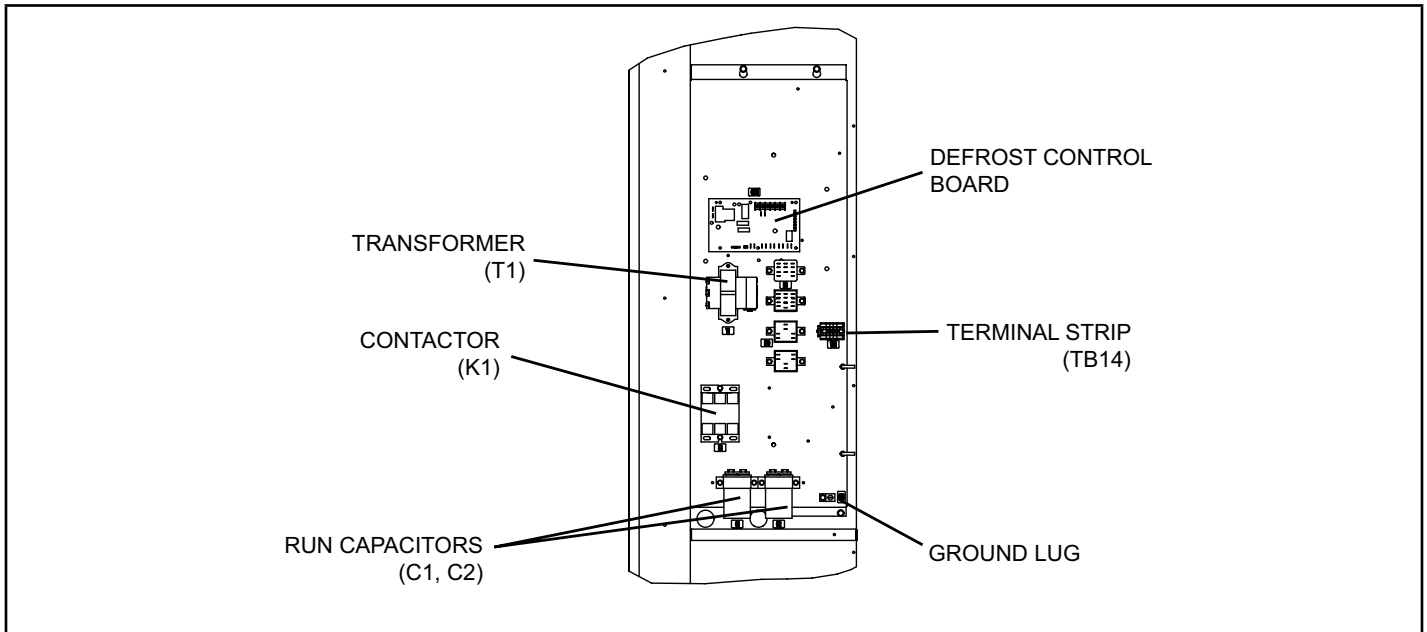 DEFROST CONTROL
BOARD
TRANSFORMER
(T1)
CONTACTOR
(K1)
TERMINAL STRIP
(TB14)
RUN CAPACITORS
(C1, C2)
GROUND LUG